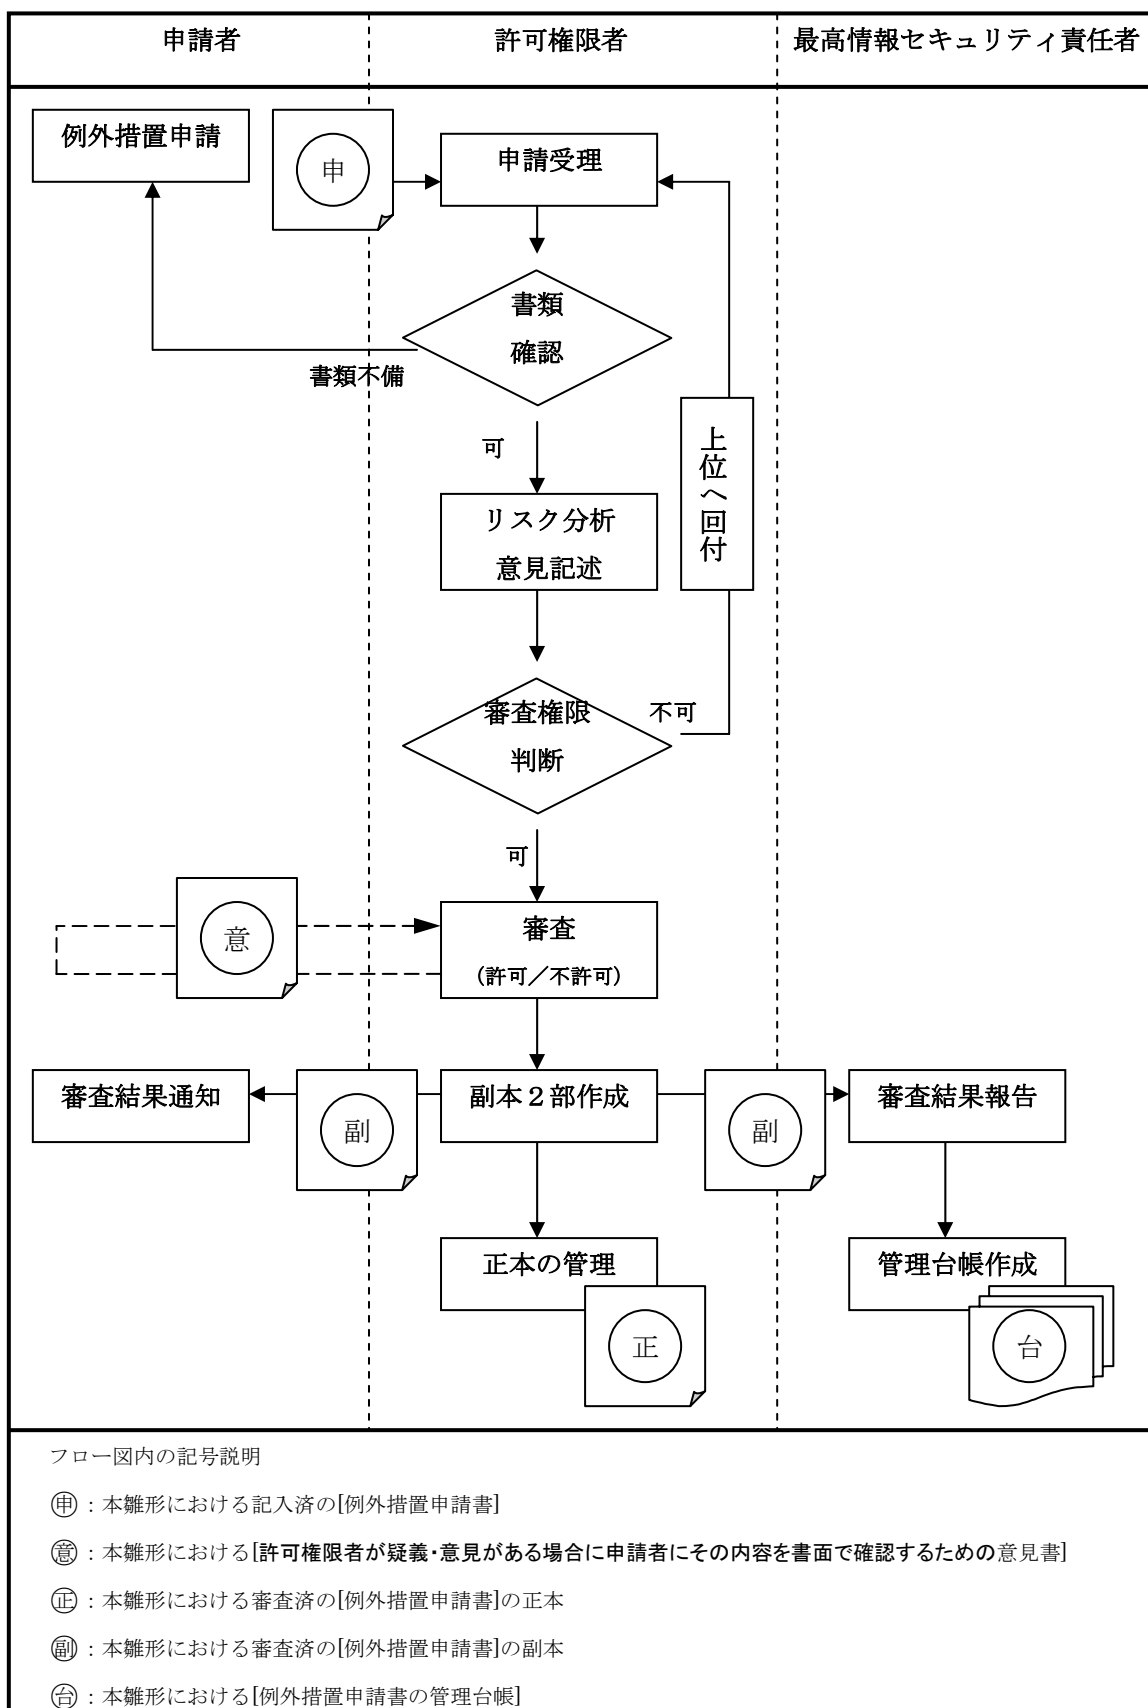 申請者
許可権限者
最高情報セキュリティ責任者
例外措置申請
申
申請受理
書類
確認
書類不備
可
上位へ回付
リスク分析
意見記述
審査権限
判断
不可
可
意
審査
(許可／不許可)
審査結果通知
副
副本２部作成
副
審査結果報告
正本の管理
正
管理台帳作成
台
フロー図内の記号説明
申：本雛形における記入済の[例外措置申請書]
意：本雛形における[許可権限者が疑義・意見がある場合に申請者にその内容を書面で確認するための意見書]
正：本雛形における審査済の[例外措置申請書]の正本
副：本雛形における審査済の[例外措置申請書]の副本
台：本雛形における[例外措置申請書の管理台帳]